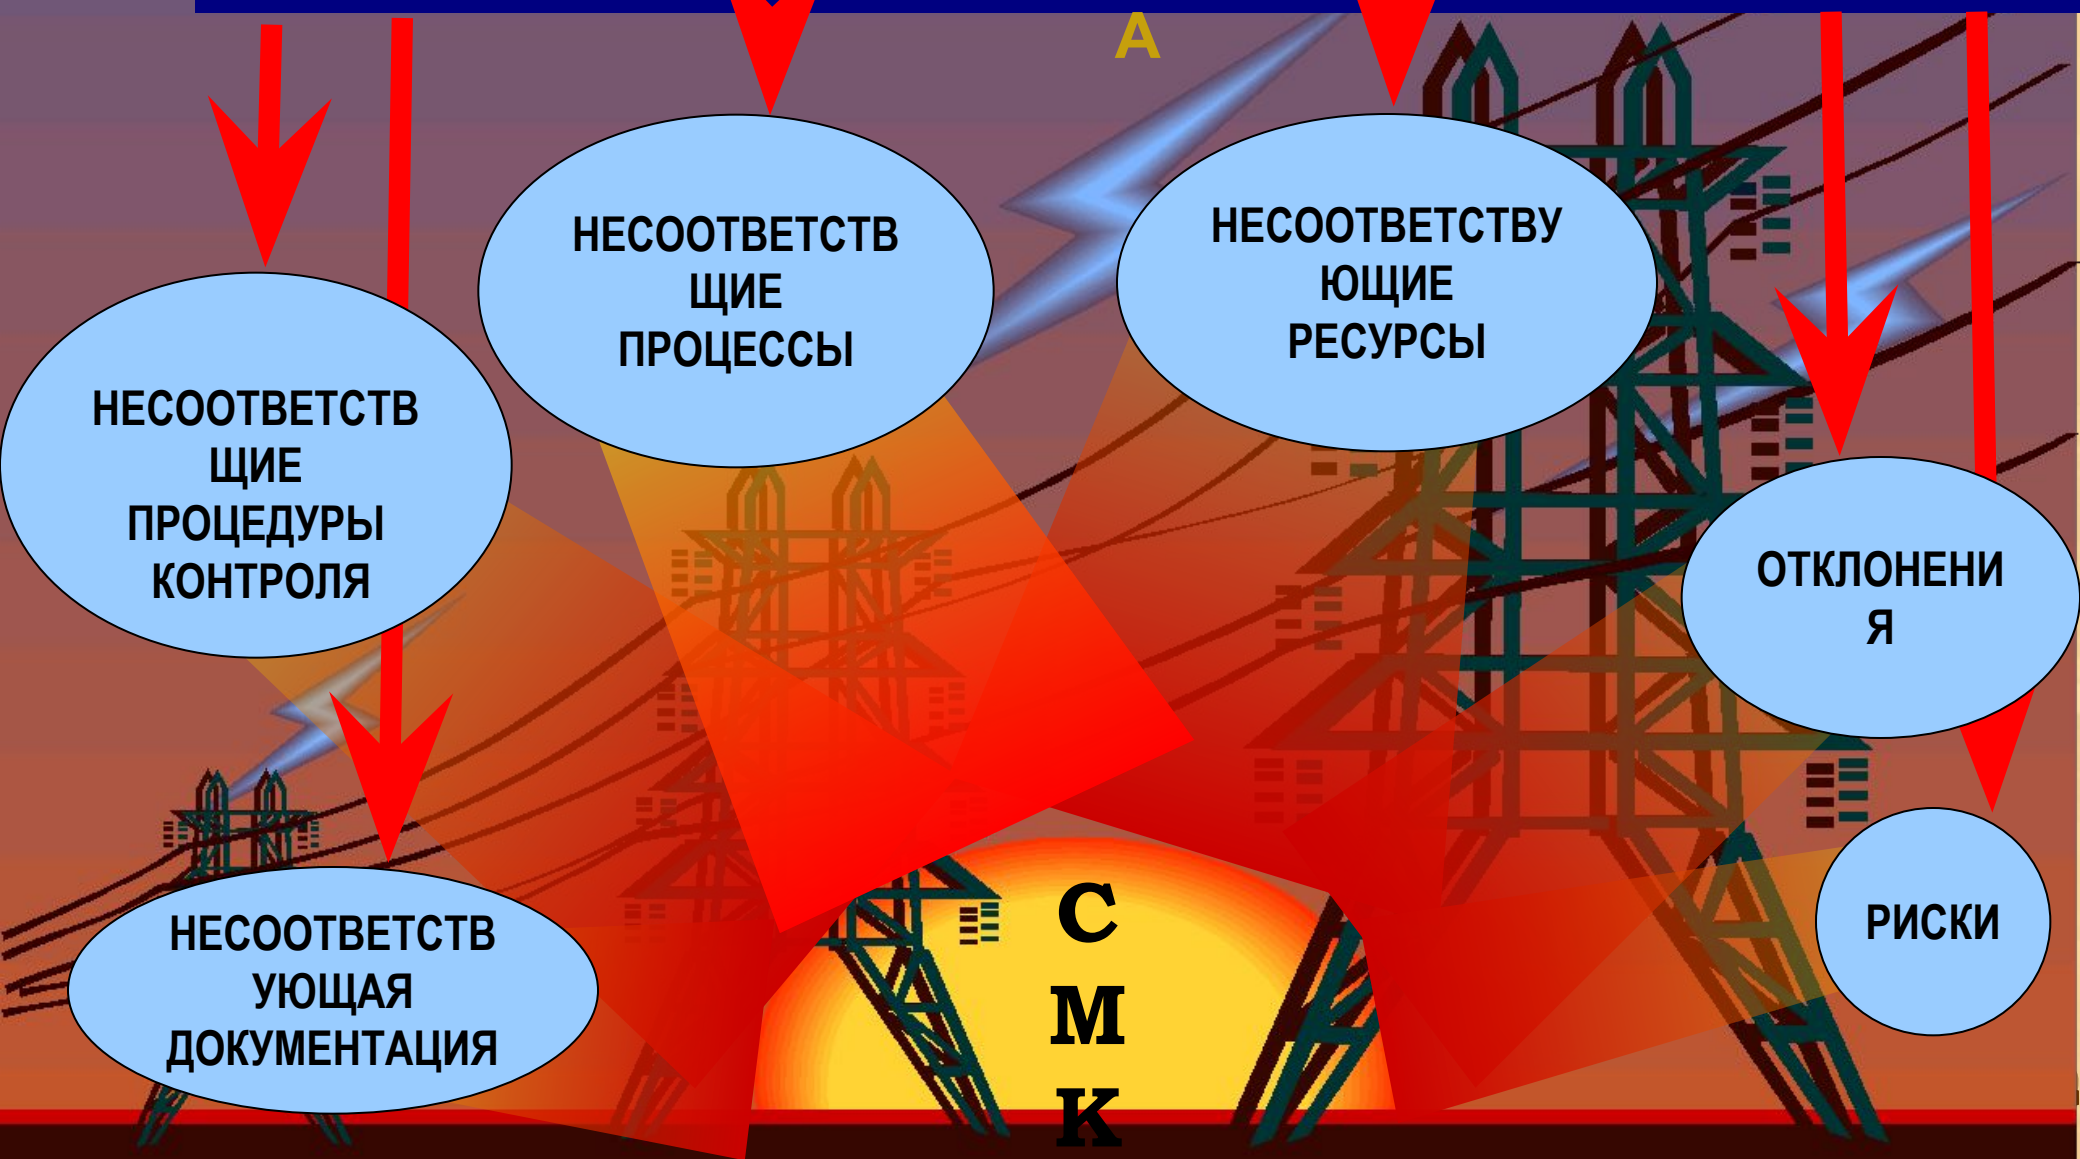 А
НЕСООТВЕТСТВ
ЩИЕ
ПРОЦЕССЫ
НЕСООТВЕТСТВУ
ЮЩИЕ
РЕСУРСЫ
НЕСООТВЕТСТВ
ЩИЕ
ПРОЦЕДУРЫ
КОНТРОЛЯ
ОТКЛОНЕНИ
Я
НЕСООТВЕТСТВ
УЮЩАЯ
ДОКУМЕНТАЦИЯ
РИСКИ
С
М
К